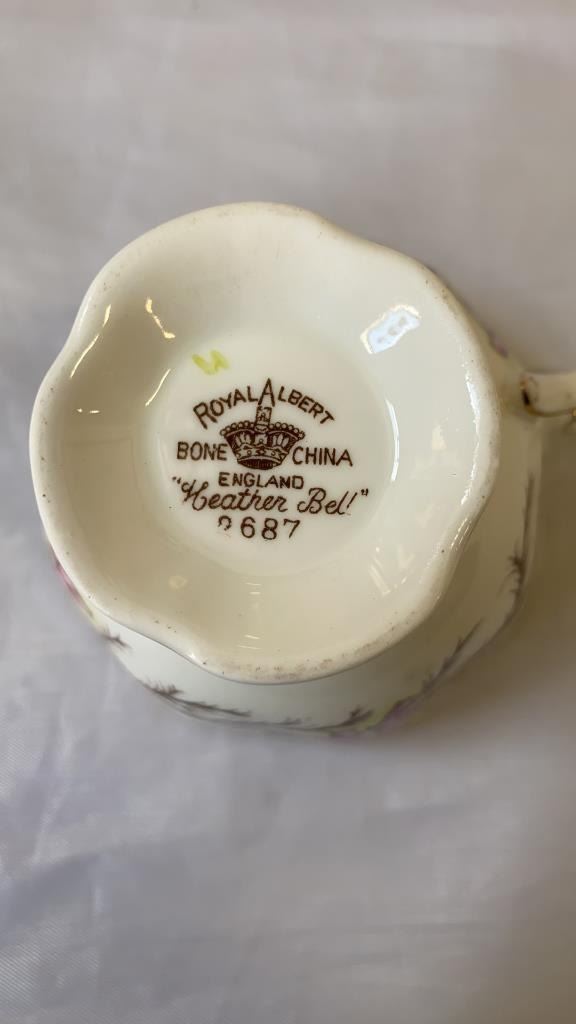 ROYAL ALBERT
BONE CHINA
ENGLAND
"Heather Bell"
2687